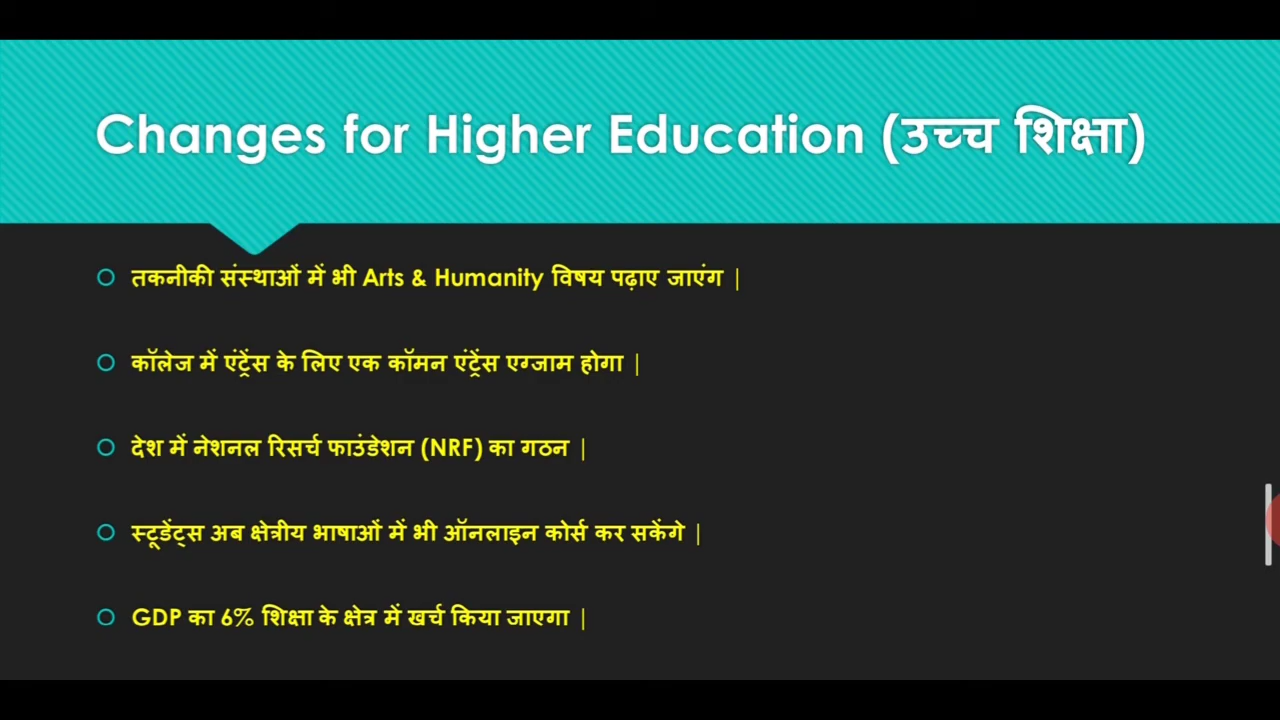 Changes for Higher Education (उच्च शिक्षा)
तकनीकी संस्थाओं में भी Arts & Humanity विषय पढ़ाए जाएंग |
कॉलेज में एंट्रेंस के लिए एक कॉमन एंट्रेंस एग्जाम होगा |
देश में नेशनल रिसर्च फाउंडेशन (NRF) का गठन |
स्टूडेंट्स अब क्षेत्रीय भाषाओं में भी ऑनलाइन कोर्स कर सकेंगे |
GDP का 6% शिक्षा के क्षेत्र में खर्च किया जाएगा |